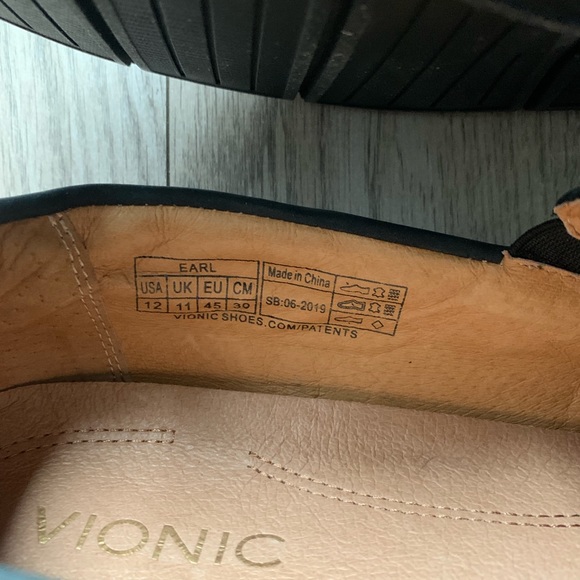 EARL
USA UK EU CM
12 11 45 30
Made in China
SB:06-2019
VIONICSHOES.COM/PATENTS
VIONIC